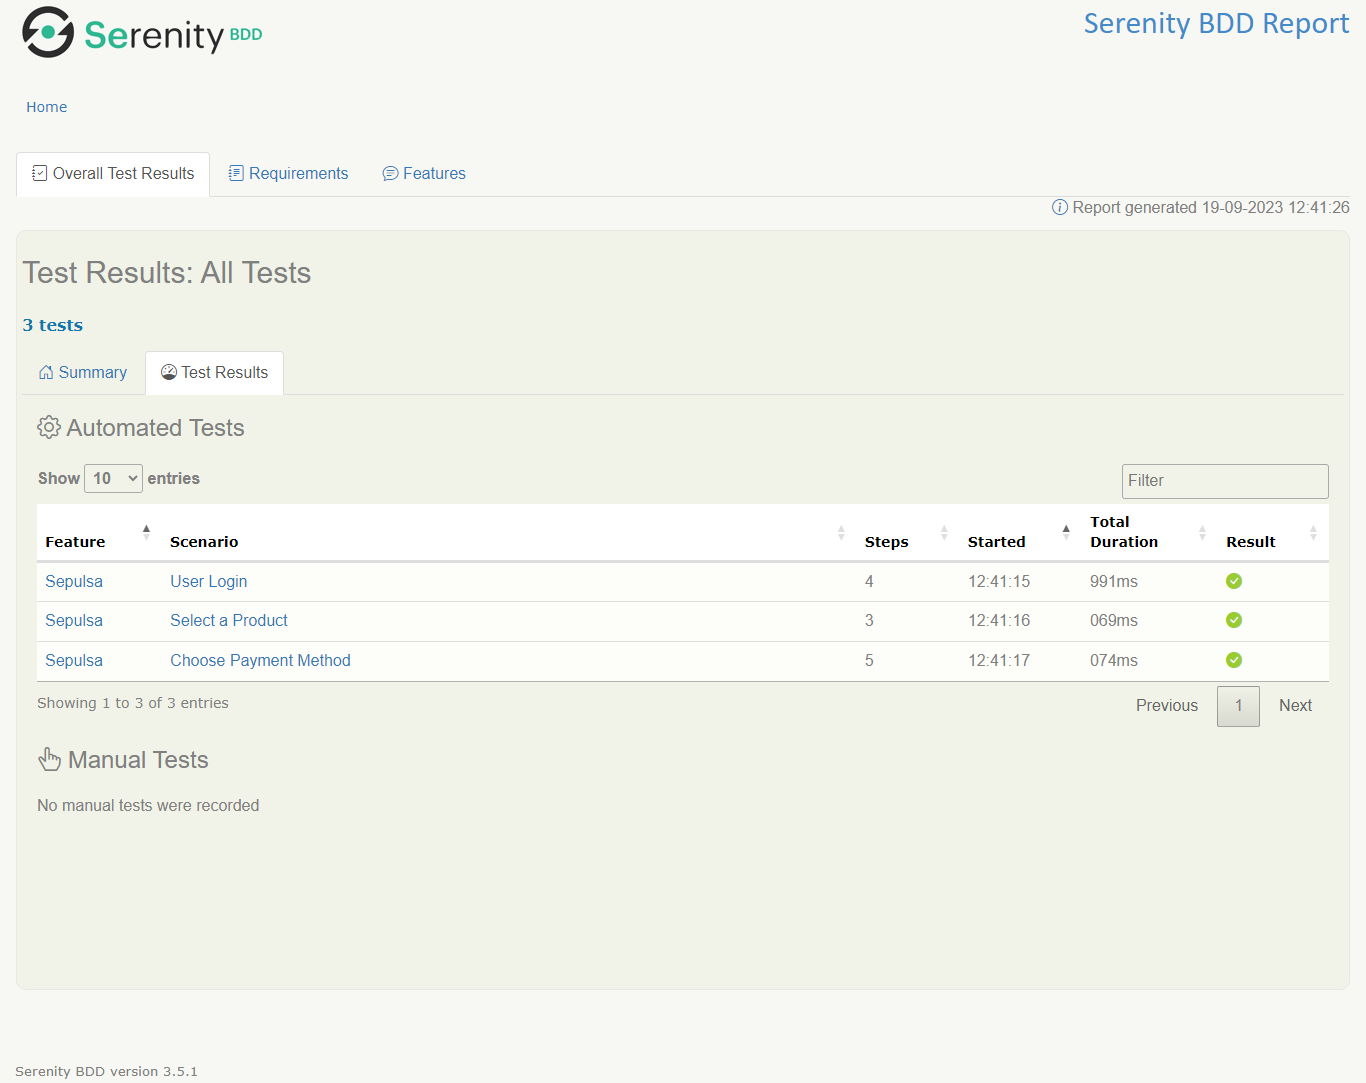 Serenity BDD
Serenity BDD Report
Home
Overall Test Results
Requirements
Features
Report generated 19-09-2023 12:41:26
Test Results: All Tests
3 tests
Summary
Test Results
Automated Tests
Show 10 entries
Filter
Feature Scenario Steps Started Total Duration Result
Sepulsa User Login 4 12:41:15 991ms
Sepulsa Select a Product 3 12:41:16 069ms
Sepulsa Choose Payment Method 5 12:41:17 074ms
Showing 1 to 3 of 3 entries
Previous 1 Next
Manual Tests
No manual tests were recorded
Serenity BDD version 3.5.1